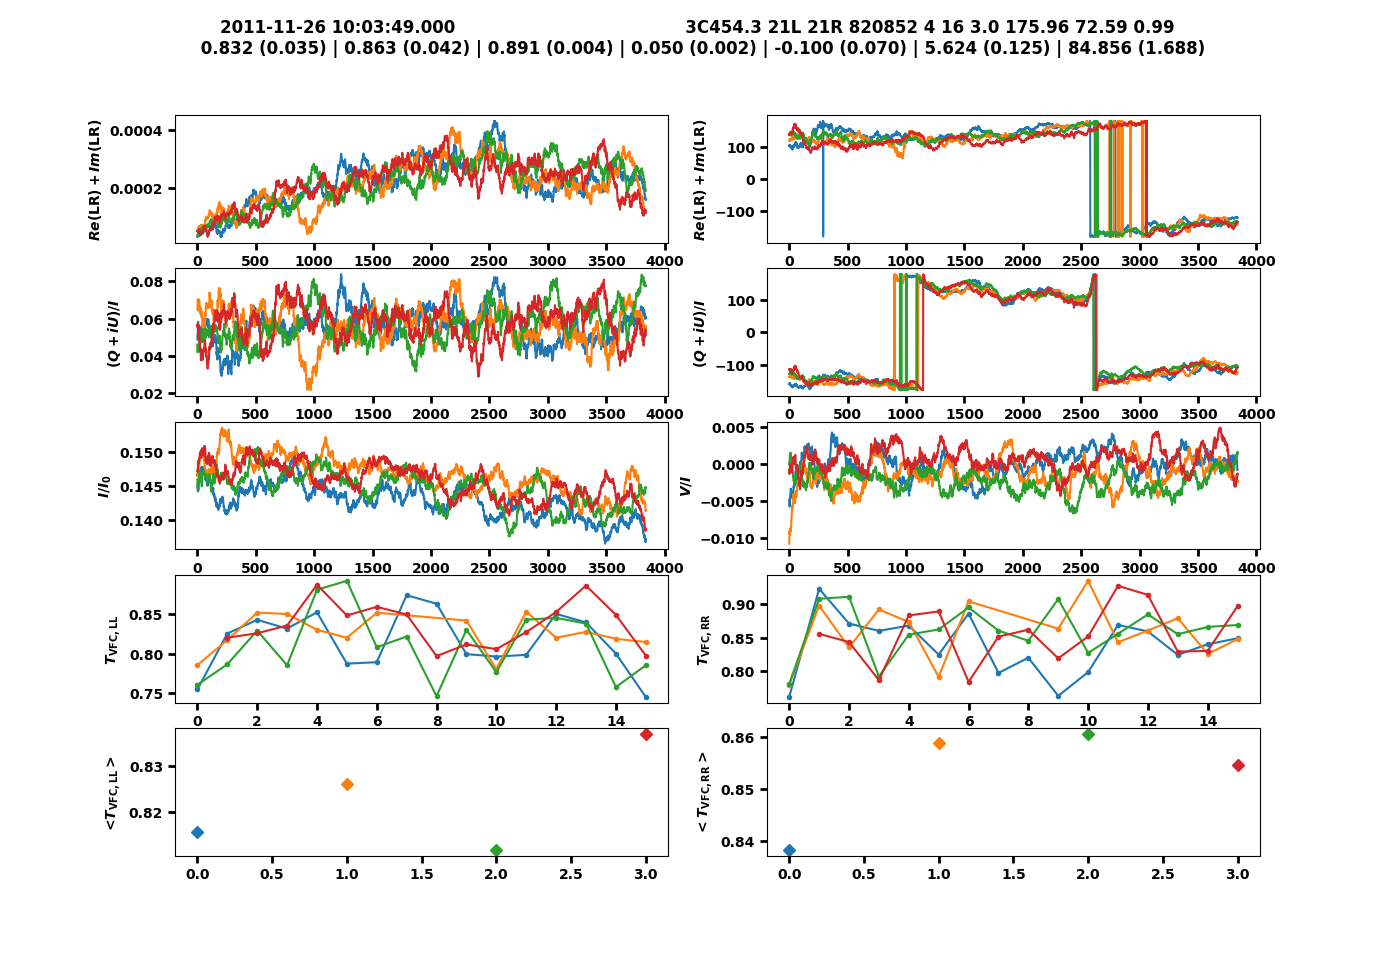 2011-11-26 10:03:49.000 3C454.3 21L 21R 820852 4 16 3.0 175.96 72.59 0.99
0.832 (0.035) | 0.863 (0.042) | 0.891 (0.004) | 0.050 (0.002) | -0.100 (0.070) | 5.624 (0.125) | 84.856 (1.688)
Re(LR) + Im(LR)
0.0004
0.0002
0 500 1000 1500 2000 2500 3000 3500 4000
Re(LR) + Im(LR)
100
0
−100
0 500 1000 1500 2000 2500 3000 3500 4000
(Q + iU)/I
0.08
0.06
0.04
0.02
0 500 1000 1500 2000 2500 3000 3500 4000
(Q + iU)/I
100
0
−100
0 500 1000 1500 2000 2500 3000 3500 4000
I/I0
0.150
0.145
0.140
0 500 1000 1500 2000 2500 3000 3500 4000
V/I
0.005
0.000
−0.005
−0.010
0 500 1000 1500 2000 2500 3000 3500 4000
TVFC,LL
0.85
0.80
0.75
0 2 4 6 8 10 12 14
TVFC,RR
0.90
0.85
0.80
0 2 4 6 8 10 12 14
<TVFC,LL>
0.83
0.82
0.0 0.5 1.0 1.5 2.0 2.5 3.0
<TVFC,RR>
0.86
0.85
0.84
0.0 0.5 1.0 1.5 2.0 2.5 3.0